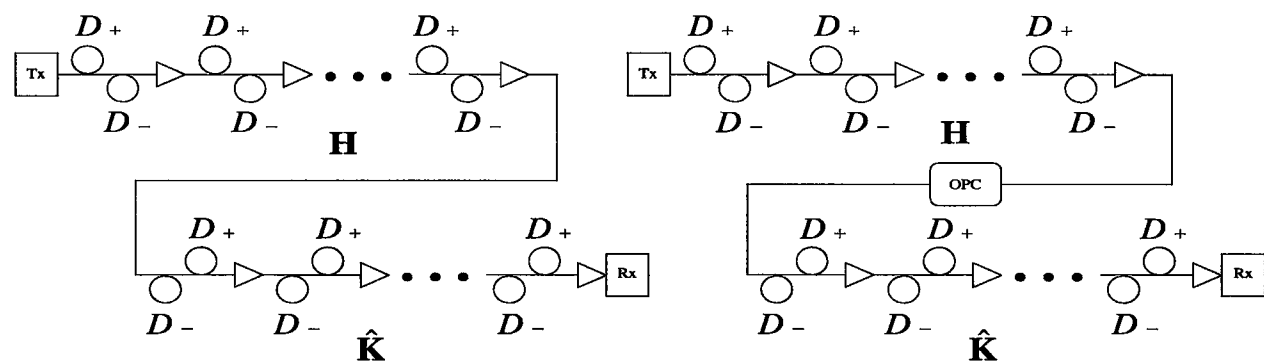 D + D + D +
Tx
D − D − D −
H
D + D + D +
Rx
D − D − D −
K̂
D + D + D +
Tx
D − D − D −
H
OPC
D + D + D +
Rx
D − D − D −
K̂